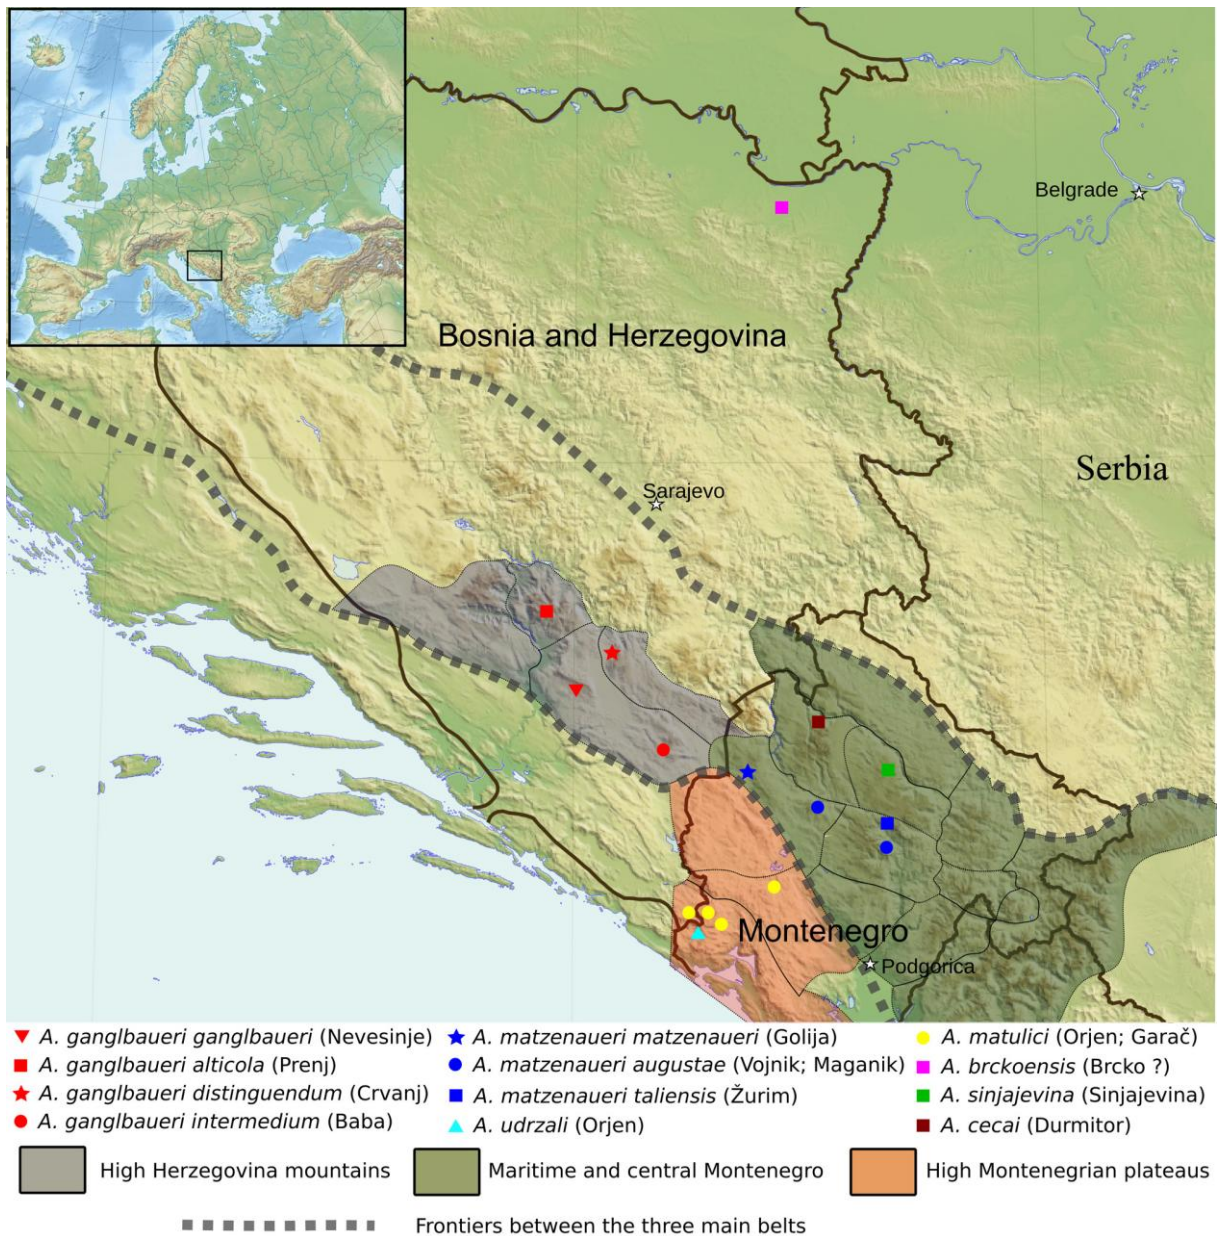 Belgrade
Bosnia and Herzegovina
Serbia
Sarajevo
Montenegro
Podgorica
A. ganglbaueri ganglbaueri (Nevesinje)
A. ganglbaueri alticola (Prenj)
A. ganglbaueri distinguendum (Crvanj)
A. ganglbaueri intermedium (Baba)
A. matzenaueri matzenaueri (Golija)
A. matzenaueri augustae (Vojnik; Maganik)
A. matzenaueri taliensis (Žurim)
A. udrzali (Orjen)
A. matulici (Orjen; Garač)
A. brckoensis (Brcko ?)
A. sinjajevina (Sinjajevina)
A. cecai (Durmitor)
High Herzegovina mountains
Maritime and central Montenegro
High Montenegrian plateaus
Frontiers between the three main belts